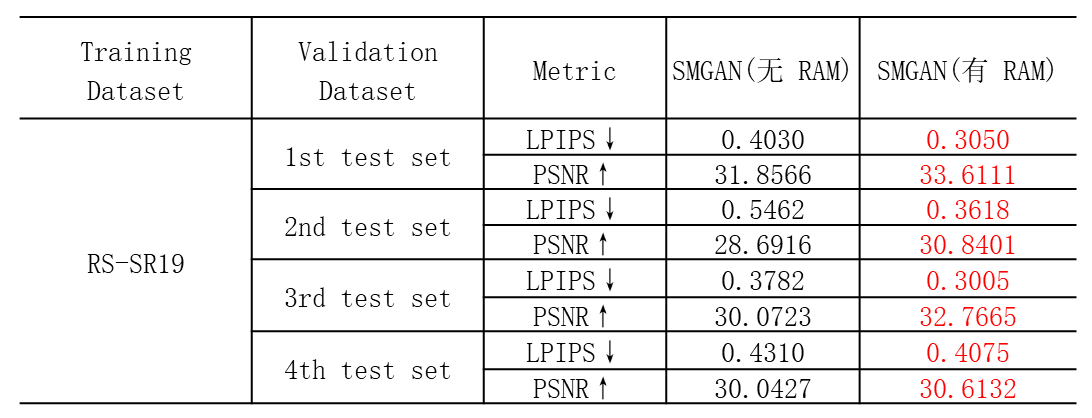 Training Dataset Validation Dataset Metric SMGAN(无 RAM) SMGAN(有 RAM)
RS-SR19 1st test set LPIPS↓ 0.4030 0.3050
PSNR↑ 31.8566 33.6111
2nd test set LPIPS↓ 0.5462 0.3618
PSNR↑ 28.6916 30.8401
3rd test set LPIPS↓ 0.3782 0.3005
PSNR↑ 30.0723 32.7665
4th test set LPIPS↓ 0.4310 0.4075
PSNR↑ 30.0427 30.6132